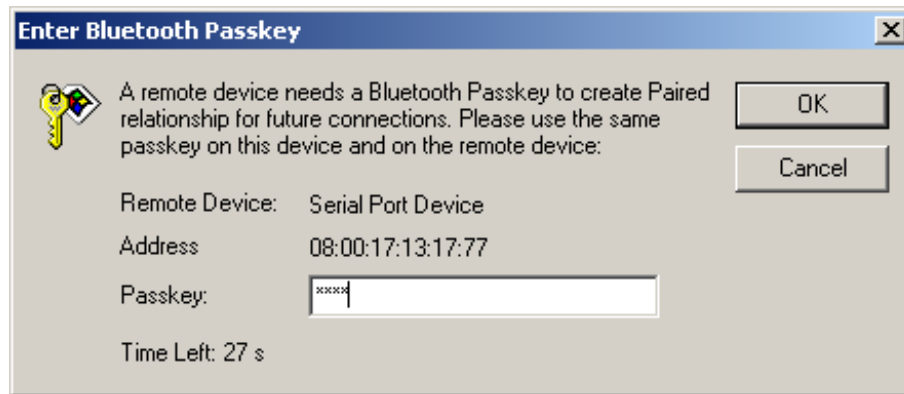 Enter Bluetooth Passkey
A remote device needs a Bluetooth Passkey to create Paired
relationship for future connections. Please use the same
passkey on this device and on the remote device:
OK
Cancel
Remote Device: Serial Port Device
Address 08:00:17:13:17:77
Passkey: ****
Time Left: 27 s